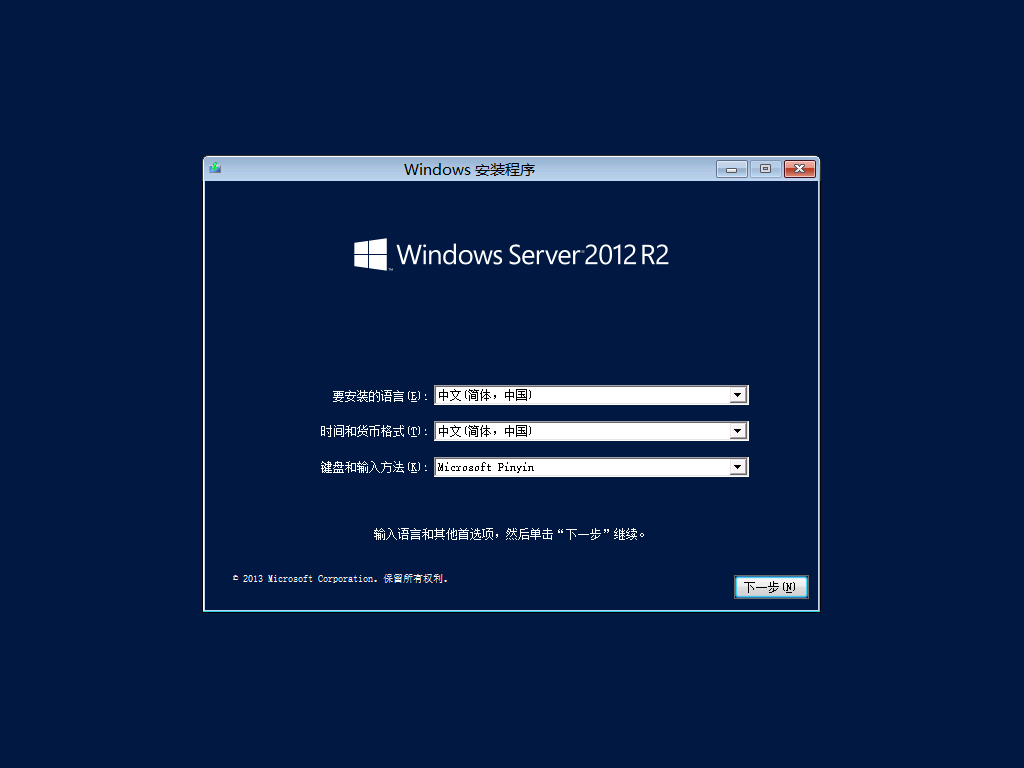 Windows 安装程序
Windows Server 2012 R2
要安装的语言(E): 中文(简体，中国)
时间和货币格式(T): 中文(简体，中国)
键盘和输入方法(K): Microsoft Pinyin
输入语言和其他首选项，然后单击“下一步”继续。
© 2013 Microsoft Corporation. 保留所有权利.
下一步(N)